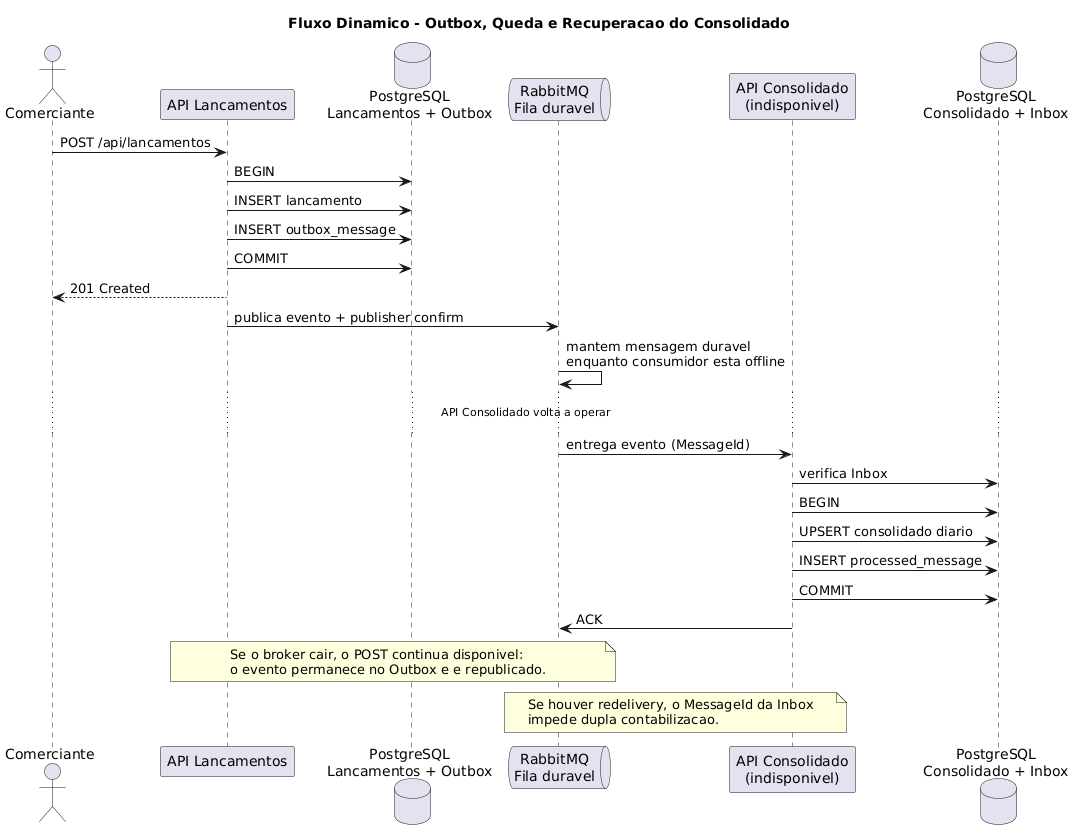 Fluxo Dinamico - Outbox, Queda e Recuperacao do Consolidado
Comerciante
API Lancamentos
PostgreSQL
Lancamentos + Outbox
RabbitMQ
Fila duravel
API Consolidado
(indisponivel)
PostgreSQL
Consolidado + Inbox
POST /api/lancamentos
BEGIN
INSERT lancamento
INSERT outbox_message
COMMIT
201 Created
publica evento + publisher confirm
mantem mensagem duravel
enquanto consumidor esta offline
API Consolidado volta a operar
entrega evento (MessageId)
verifica Inbox
BEGIN
UPSERT consolidado diario
INSERT processed_message
COMMIT
ACK
Se o broker cair, o POST continua disponivel:
o evento permanece no Outbox e e republicado.
Se houver redelivery, o MessageId da Inbox
impede dupla contabilizacao.
Comerciante
API Lancamentos
PostgreSQL
Lancamentos + Outbox
RabbitMQ
Fila duravel
API Consolidado
(indisponivel)
PostgreSQL
Consolidado + Inbox